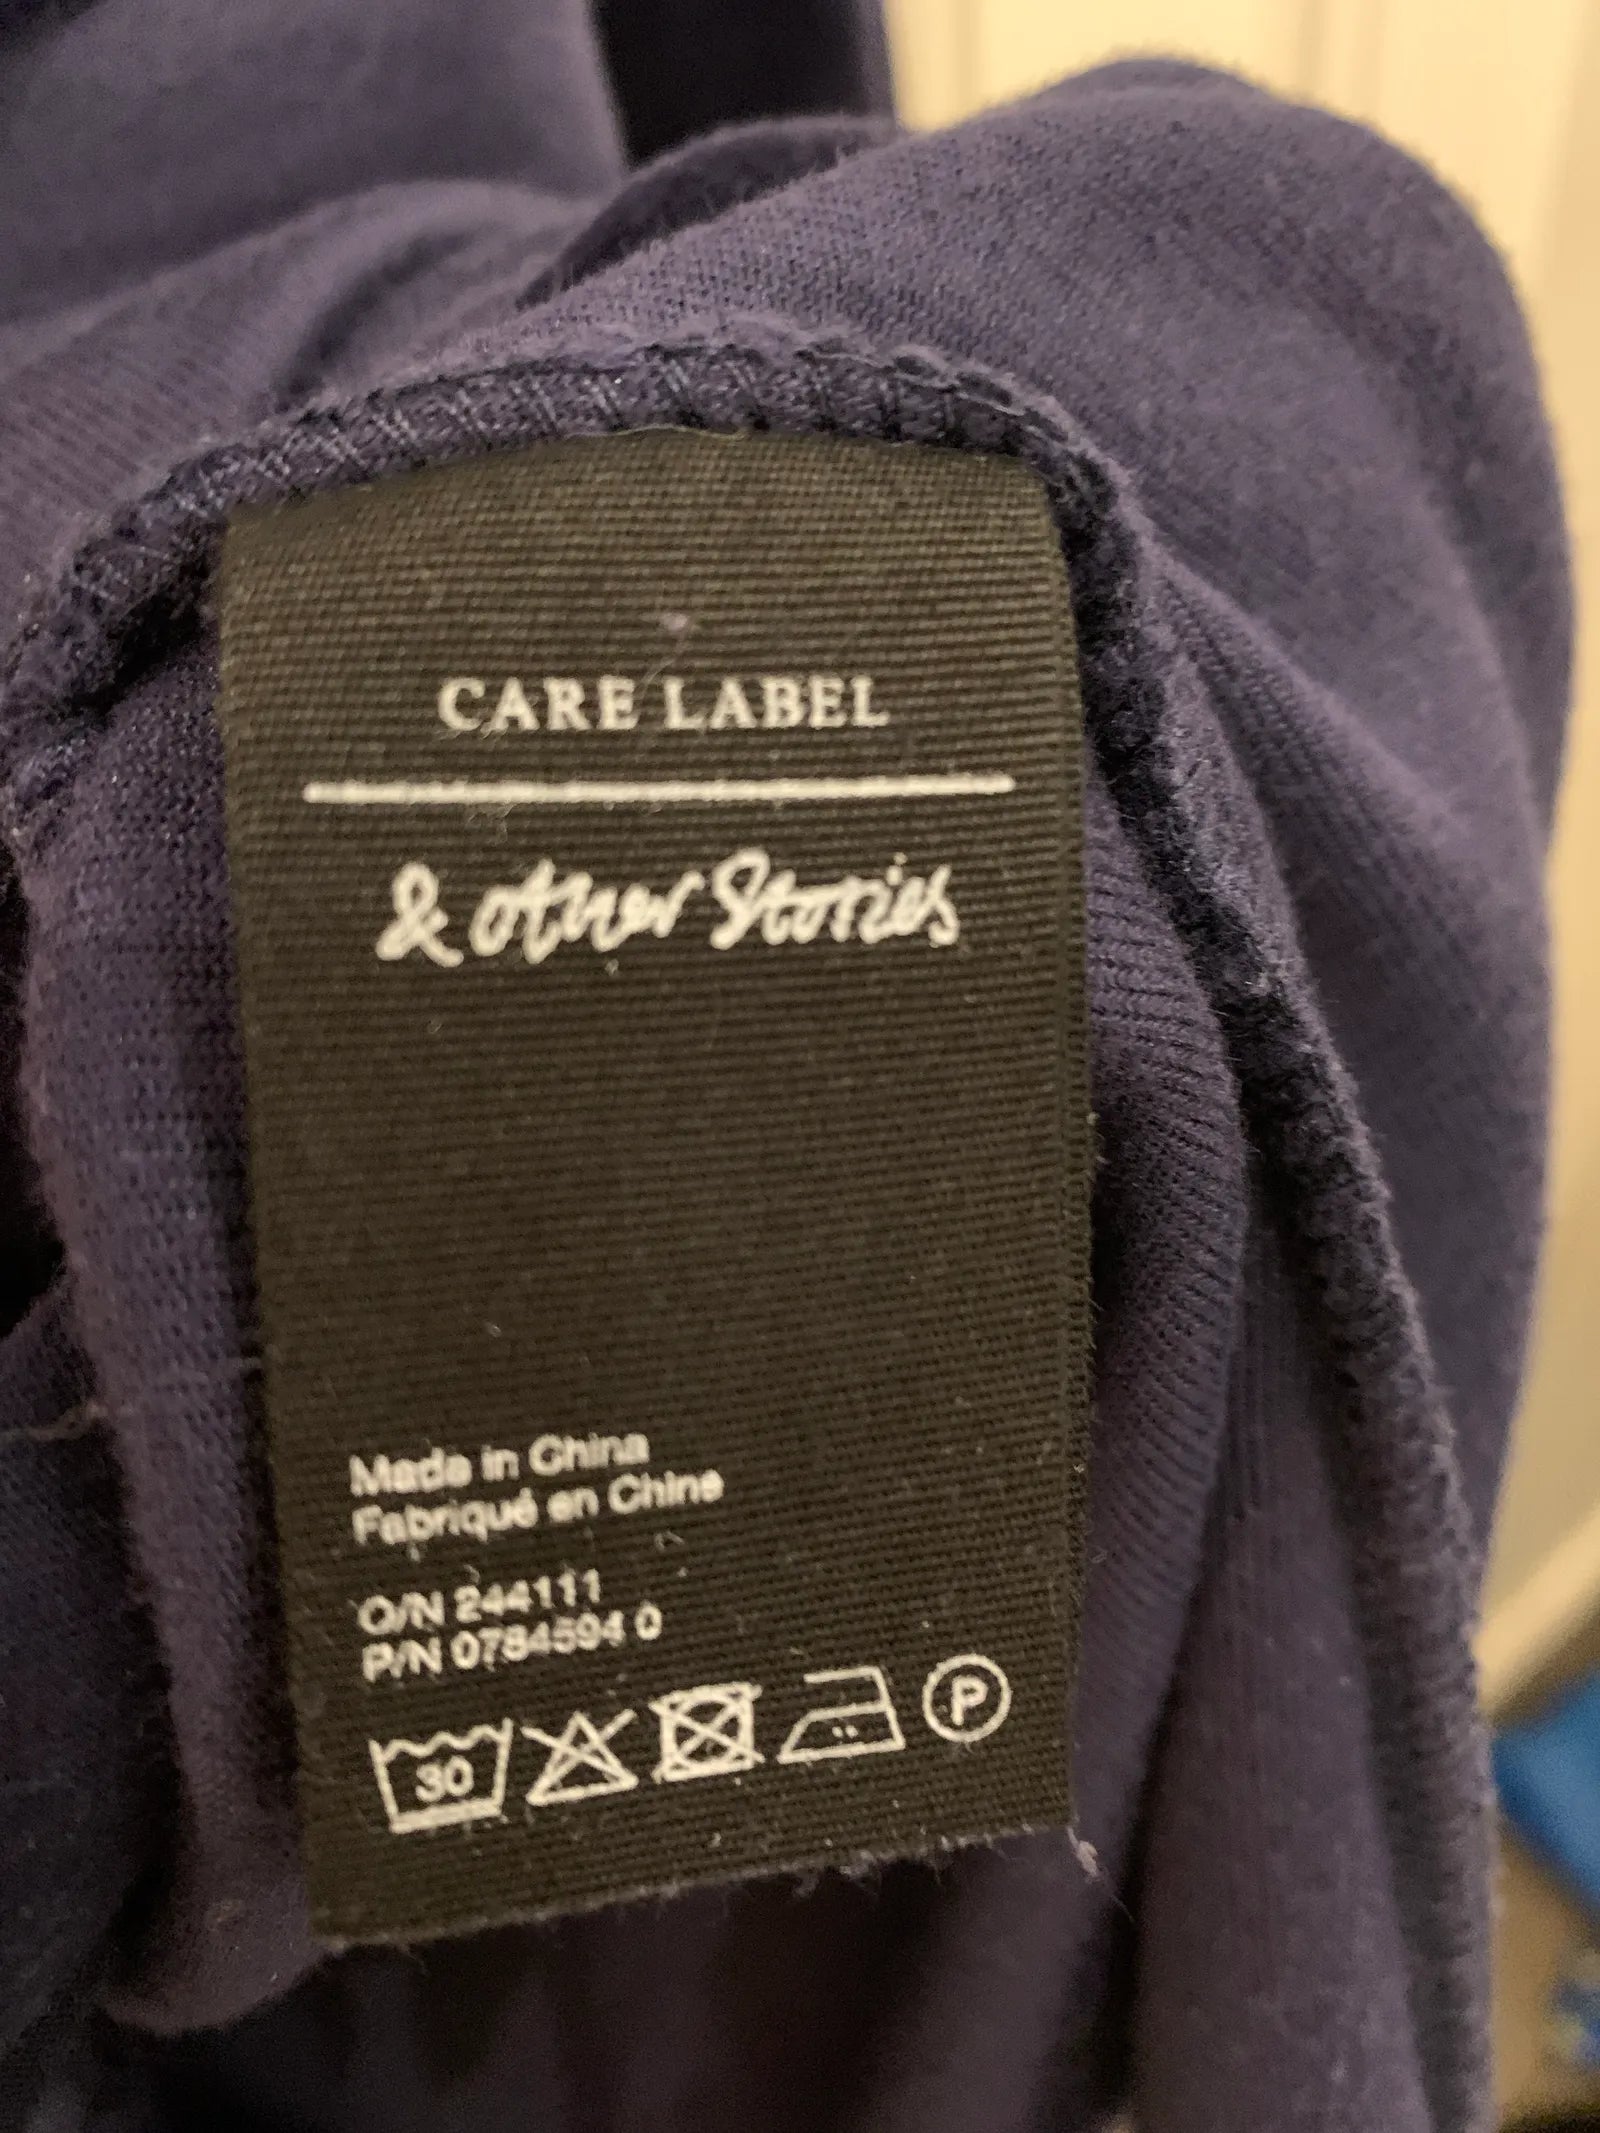 CARE LABEL
& other Stories
Made in China
Fabriqué en Chine
O/N 244111
P/N 0784594 0
30
P